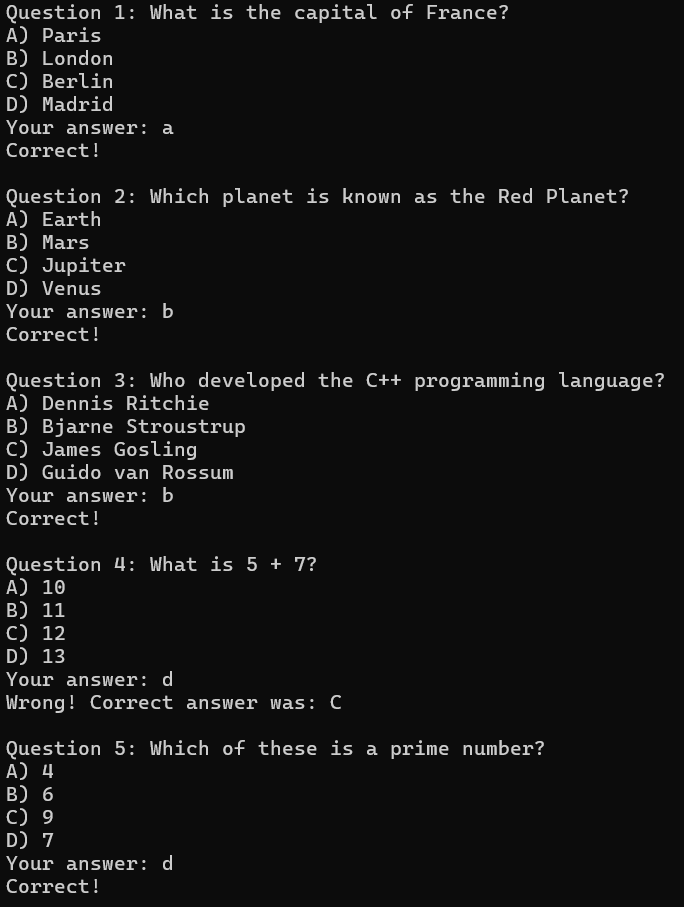 Question 1: What is the capital of France?
A) Paris
B) London
C) Berlin
D) Madrid
Your answer: a
Correct!
Question 2: Which planet is known as the Red Planet?
A) Earth
B) Mars
C) Jupiter
D) Venus
Your answer: b
Correct!
Question 3: Who developed the C++ programming language?
A) Dennis Ritchie
B) Bjarne Stroustrup
C) James Gosling
D) Guido van Rossum
Your answer: b
Correct!
Question 4: What is 5 + 7?
A) 10
B) 11
C) 12
D) 13
Your answer: d
Wrong! Correct answer was: C
Question 5: Which of these is a prime number?
A) 4
B) 6
C) 9
D) 7
Your answer: d
Correct!